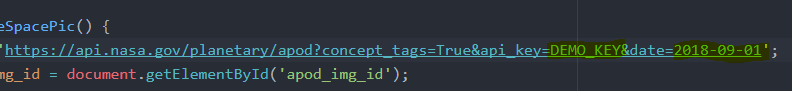 eSpacePic() {
'https://api.nasa.gov/planetary/apod?concept_tags=True&api_key=DEMO_KEY&date=2018-09-01';
mg_id = document.getElementById('apod_img_id');